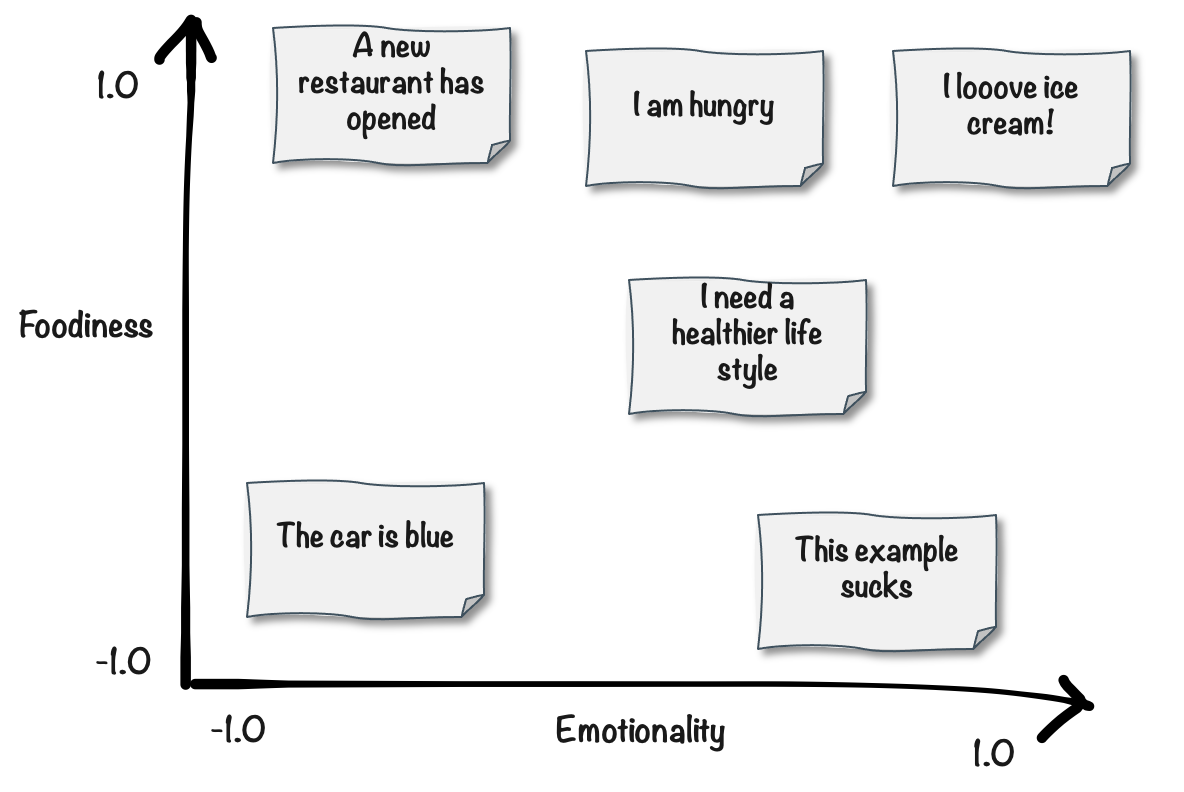 1.0
A new
restaurant has
opened
I am hungry
I looove ice
cream!
Foodiness
I need a
healthier life
style
The car is blue
This example
sucks
-1.0
-1.0
Emotionality
1.0